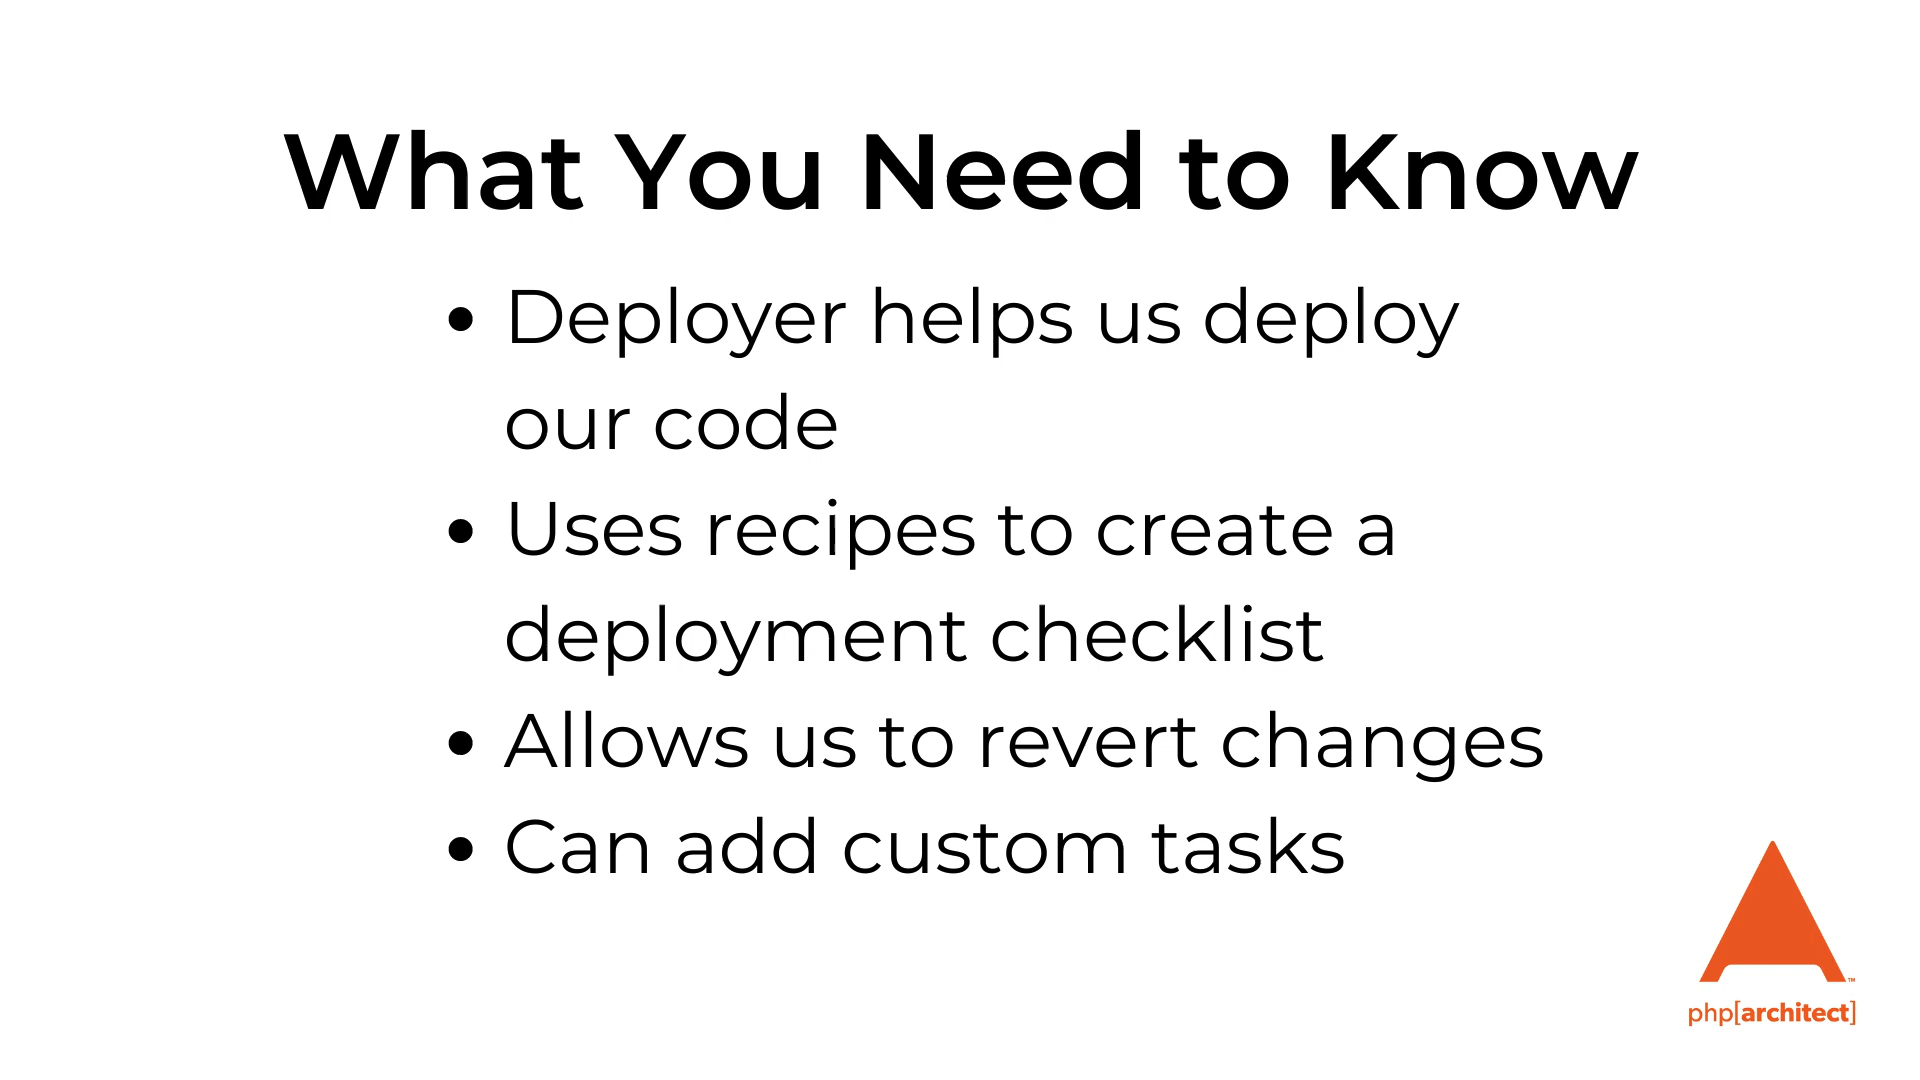 What You Need to Know
• Deployer helps us deploy
our code
• Uses recipes to create a
deployment checklist
• Allows us to revert changes
• Can add custom tasks
™
php[architect]